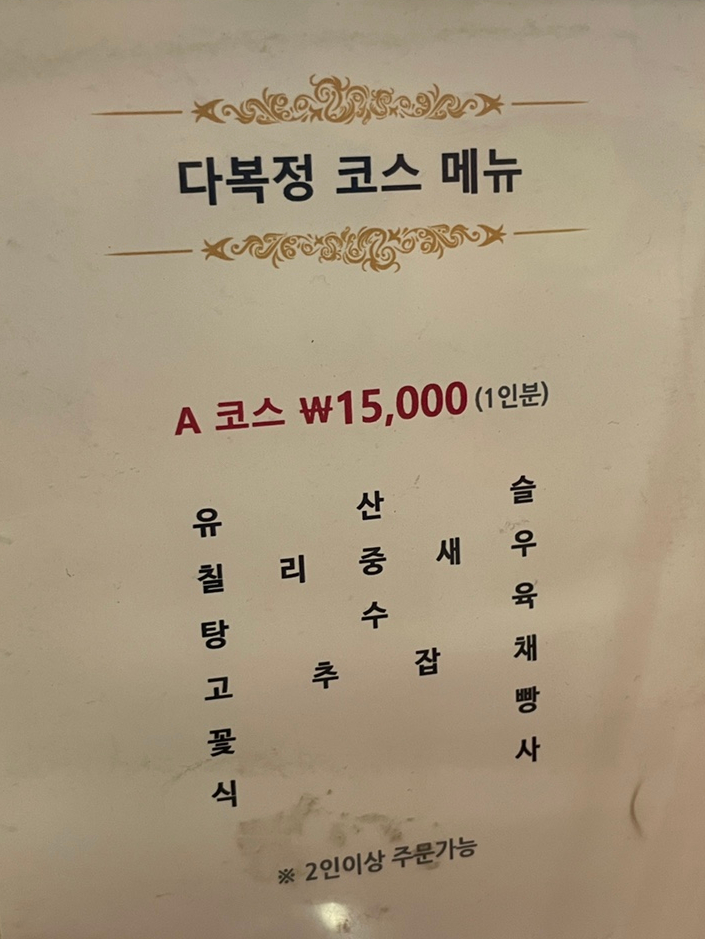 다복정 코스 메뉴
A 코스 ₩15,000 (1인분)
유 산 슬
칠 리 중 새 우
탕 수 육
고 추 잡 채
꽃 빵
식 사
※ 2인이상 주문가능